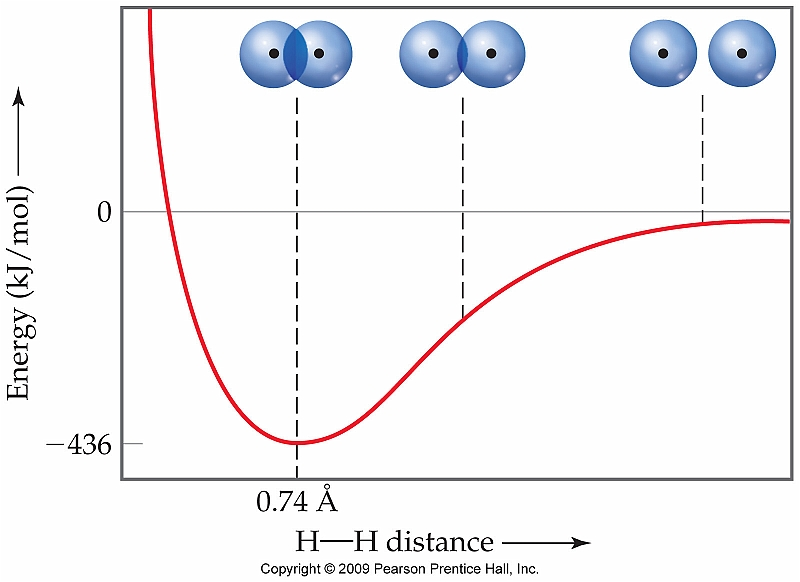 Energy (kJ/mol)
0
−436
0.74 Å
H—H distance
Copyright © 2009 Pearson Prentice Hall, Inc.